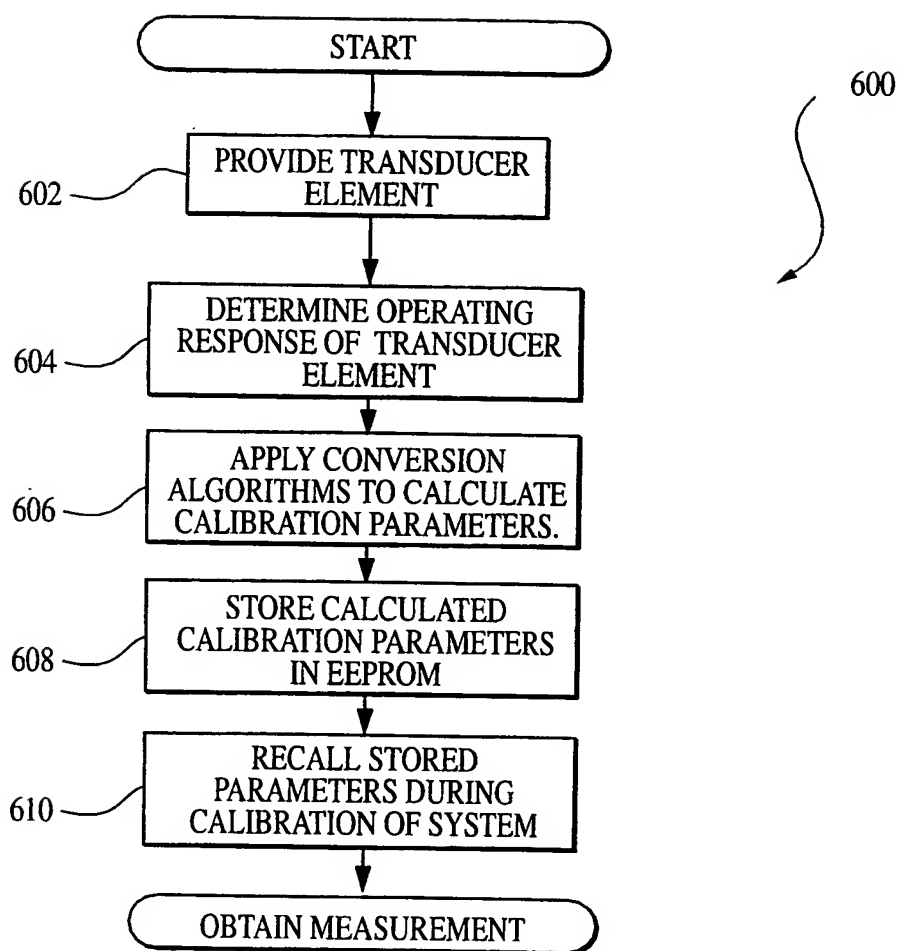 START
600
602
PROVIDE TRANSDUCER
ELEMENT
604
DETERMINE OPERATING
RESPONSE OF TRANSDUCER
ELEMENT
606
APPLY CONVERSION
ALGORITHMS TO CALCULATE
CALIBRATION PARAMETERS.
608
STORE CALCULATED
CALIBRATION PARAMETERS
IN EEPROM
610
RECALL STORED
PARAMETERS DURING
CALIBRATION OF SYSTEM
OBTAIN MEASUREMENT